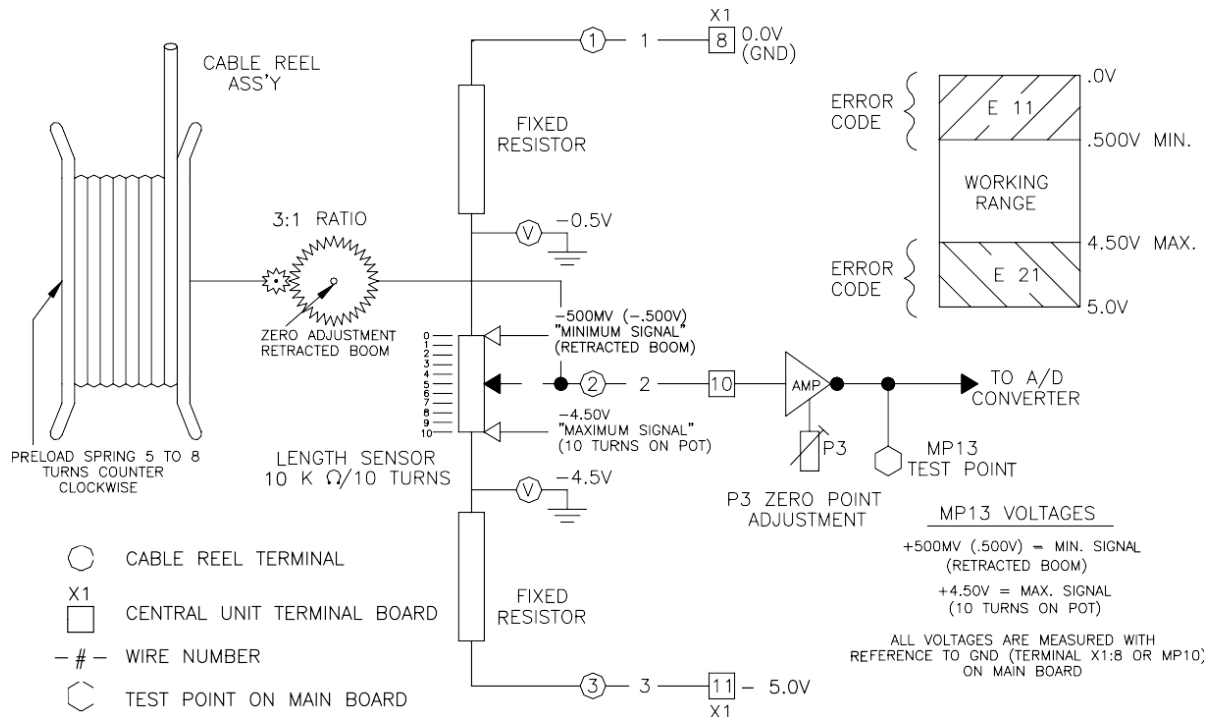 CABLE REEL
ASS'Y
X1
1
1
8
0.0V
(GND)
FIXED
RESISTOR
ERROR
CODE
E 11
.0V
.500V MIN.
WORKING
RANGE
4.50V MAX.
ERROR
CODE
E 21
5.0V
3:1 RATIO
V
-0.5V
ZERO ADJUSTMENT
RETRACTED BOOM
-500MV (-.500V)
"MINIMUM SIGNAL"
(RETRACTED BOOM)
0
1
2
3
4
5
6
7
8
9
10
2
2
10
AMP
TO A/D
CONVERTER
-4.50V
"MAXIMUM SIGNAL"
(10 TURNS ON POT)
P3
MP13
TEST POINT
PRELOAD SPRING 5 TO 8
TURNS COUNTER
CLOCKWISE
LENGTH SENSOR
10 K Ω/10 TURNS
V
-4.5V
P3 ZERO POINT
ADJUSTMENT
MP13 VOLTAGES
+500MV (.500V) = MIN. SIGNAL
(RETRACTED BOOM)
+4.50V = MAX. SIGNAL
(10 TURNS ON POT)
ALL VOLTAGES ARE MEASURED WITH
REFERENCE TO GND (TERMINAL X1:8 OR MP10)
ON MAIN BOARD
FIXED
RESISTOR
3
3
11
- 5.0V
X1
CABLE REEL TERMINAL
X1
CENTRAL UNIT TERMINAL BOARD
-#- WIRE NUMBER
TEST POINT ON MAIN BOARD